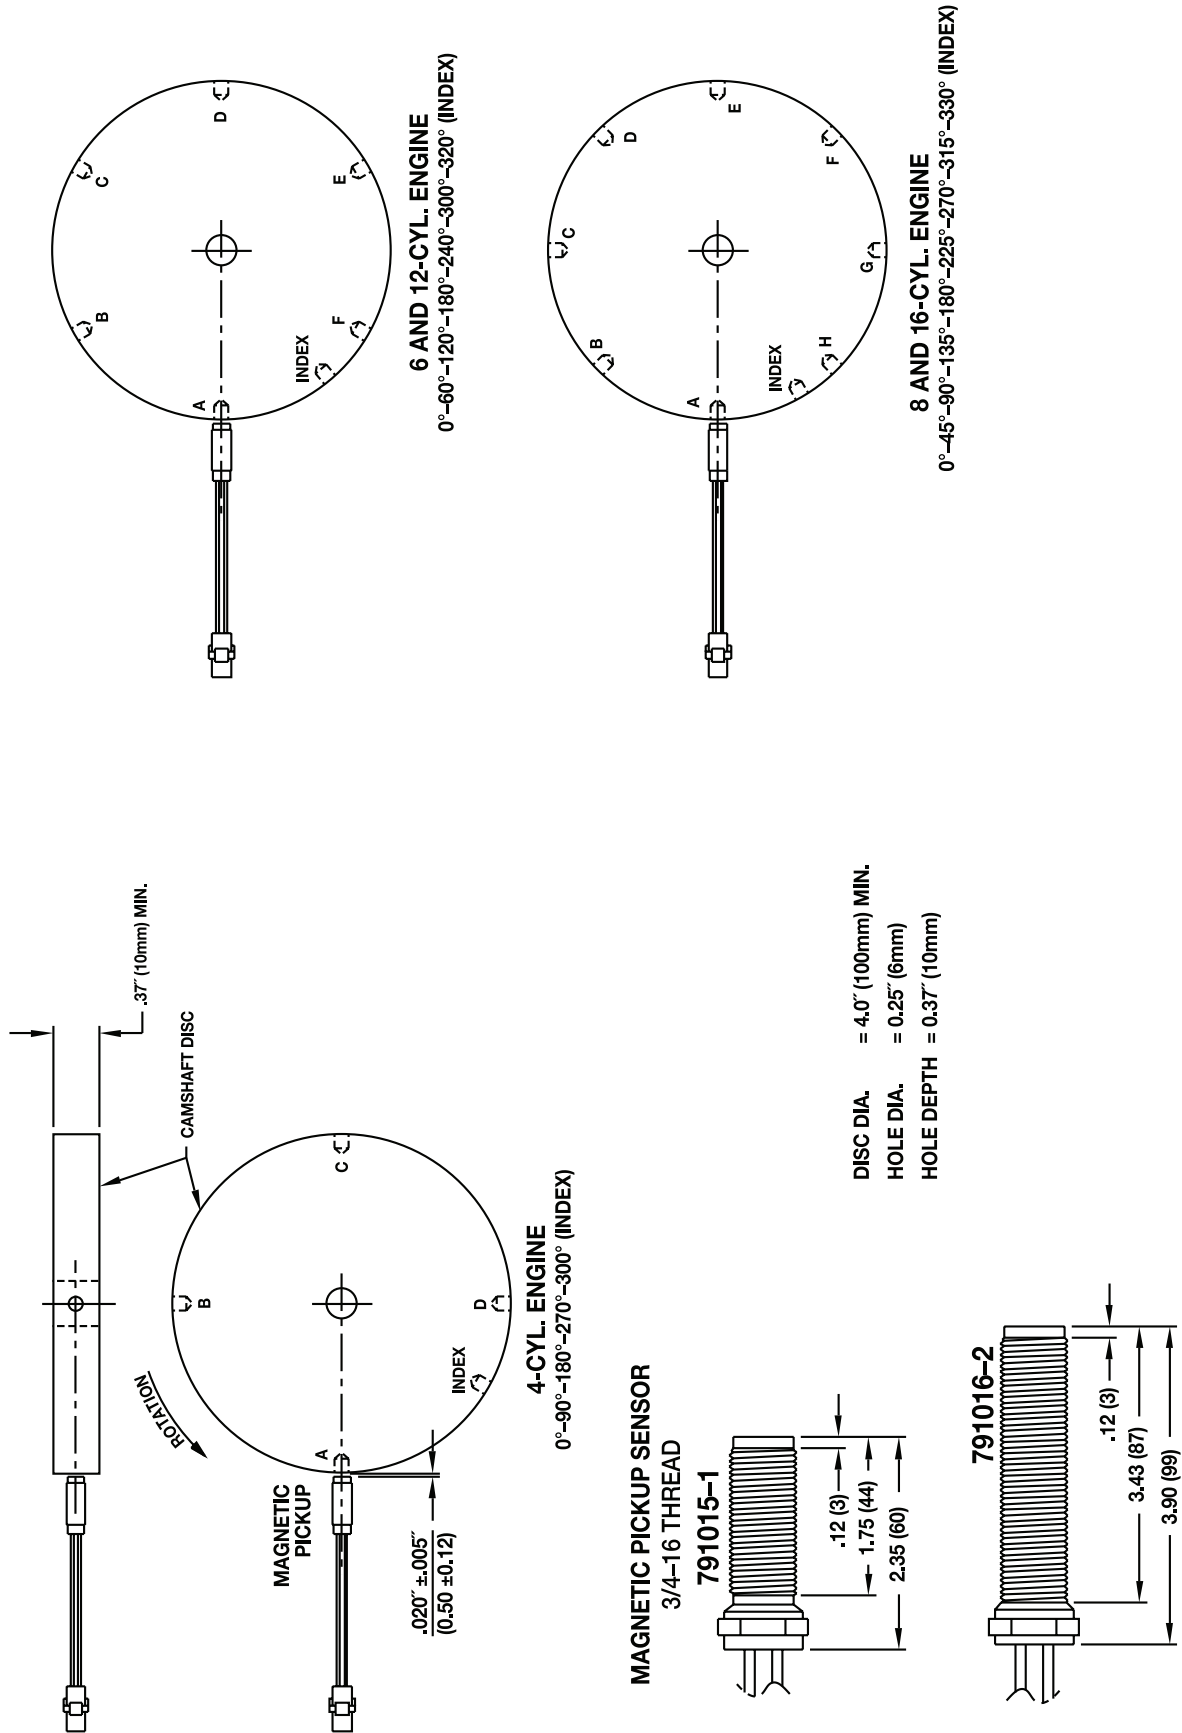 .37″ (10mm) MIN.
CAMSHAFT DISC
ROTATION
MAGNETIC
PICKUP
A
B
C
D
INDEX
.020″ ±.005″
(0.50 ±0.12)
4-CYL. ENGINE
0°–90°–180°–270°–300° (INDEX)
A
B
C
D
E
F
INDEX
6 AND 12-CYL. ENGINE
0°–60°–120°–180°–240°–300°–320° (INDEX)
A
B
C
D
E
F
G
H
INDEX
8 AND 16-CYL. ENGINE
0°–45°–90°–135°–180°–225°–270°–315°–330° (INDEX)
MAGNETIC PICKUP SENSOR
3/4–16 THREAD
791015–1
.12 (3)
1.75 (44)
2.35 (60)
791016–2
.12 (3)
3.43 (87)
3.90 (99)
DISC DIA. = 4.0″ (100mm) MIN.
HOLE DIA. = 0.25″ (6mm)
HOLE DEPTH = 0.37″ (10mm)